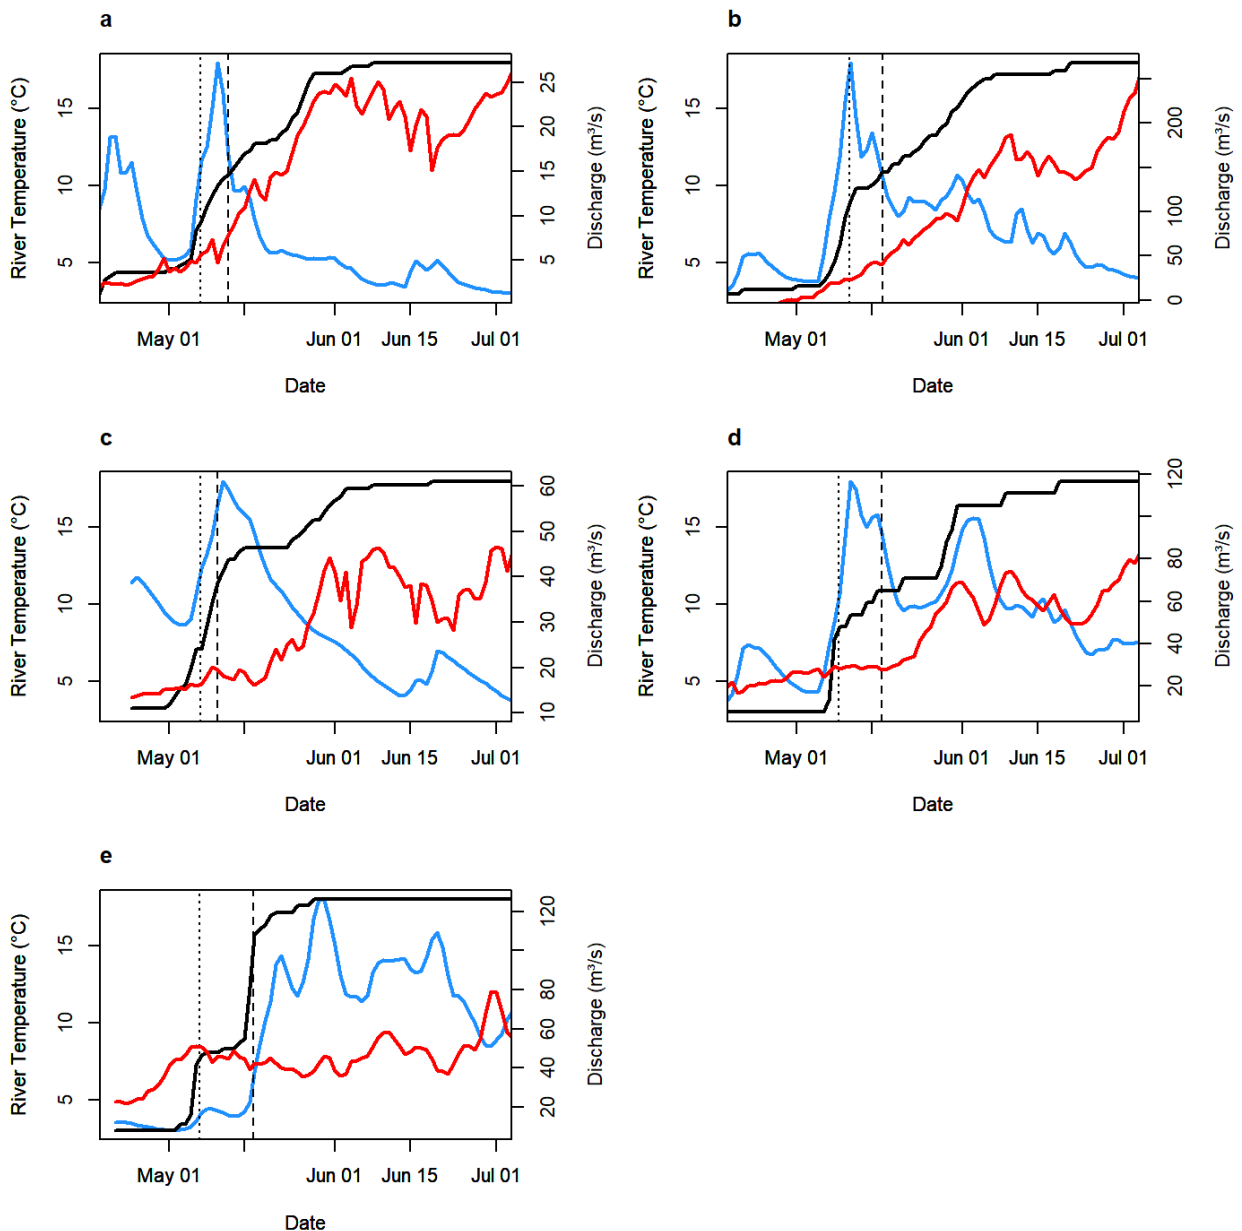 a
River Temperature (°C)
15
10
5
25
20
15
10
5
Discharge (m³/s)
May 01
Jun 01
Jun 15
Jul 01
Date
b
River Temperature (°C)
15
10
5
200
100
50
0
Discharge (m³/s)
May 01
Jun 01
Jun 15
Jul 01
Date
c
River Temperature (°C)
15
10
5
60
50
40
30
20
10
Discharge (m³/s)
May 01
Jun 01
Jun 15
Jul 01
Date
d
River Temperature (°C)
15
10
5
120
80
60
40
20
Discharge (m³/s)
May 01
Jun 01
Jun 15
Jul 01
Date
e
River Temperature (°C)
15
10
5
120
80
60
40
20
Discharge (m³/s)
May 01
Jun 01
Jun 15
Jul 01
Date